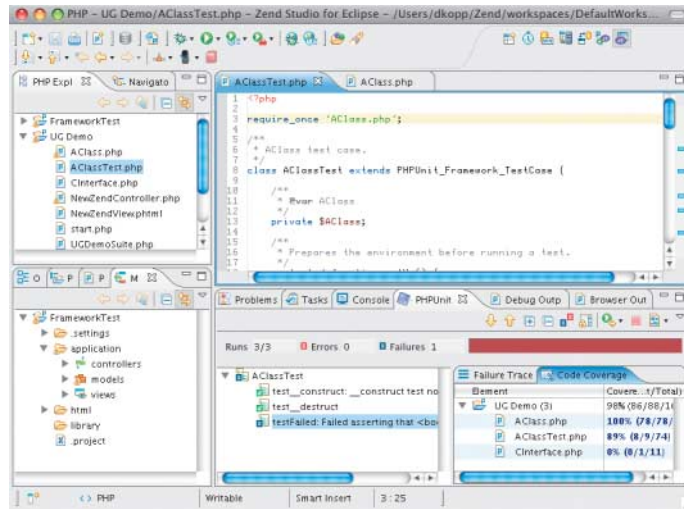 PHP - UG Demo/AClassTest.php - Zend Studio for Eclipse - /Users/dkopp/Zend/workspaces/DefaultWorks...
PHP Expl
Navigato
FrameworkTest
UG Demo
AClass.php
AClassTest.php
CInterface.php
NewZendController.php
NewZendView.phtml
start.php
UGDemoSuite.php
AClassTest.php
AClass.php
1 <?php
2
3 require_once 'AClass.php';
4
5 /**
6 * AClass test case.
7 */
8 class AClassTest extends PHPUnit_Framework_TestCase {
9
10 /**
11 * @var AClass
12 */
13 private $AClass;
14
15 /**
16 * Prepares the environment before running a test.
17 */
O
P
P
M
FrameworkTest
.settings
application
controllers
models
views
html
library
.project
Problems
Tasks
Console
PHPUnit
Debug Outp
Browser Out
Runs 3/3
Errors 0
Failures 1
AClassTest
test__construct: __construct test no
test__destruct
testFailed: Failed asserting that <boo
Failure Trace
Code Coverage
Element
Covere...t/Total)
UG Demo (3)
98% (86/88/16
AClass.php
100% (78/78/
AClassTest.php
89% (8/9/74)
CInterface.php
0% (0/1/11)
<> PHP
Writable
Smart Insert
3 : 25